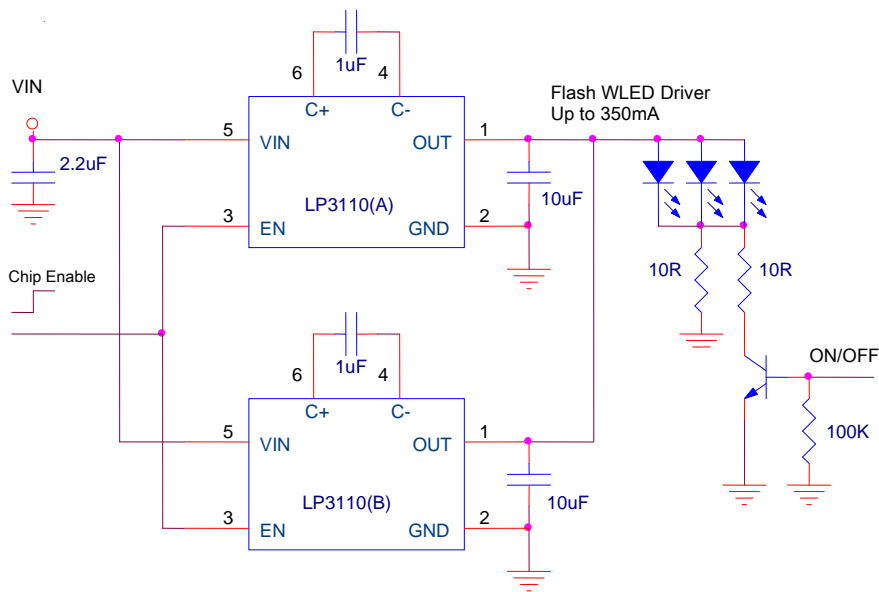 1uF
6
4
VIN
C+
C-
Flash WLED Driver
Up to 350mA
5
VIN
OUT
1
2.2uF
10uF
LP3110(A)
3
EN
GND
2
10R
10R
Chip Enable
1uF
6
4
ON/OFF
C+
C-
5
VIN
OUT
1
100K
10uF
LP3110(B)
3
EN
GND
2